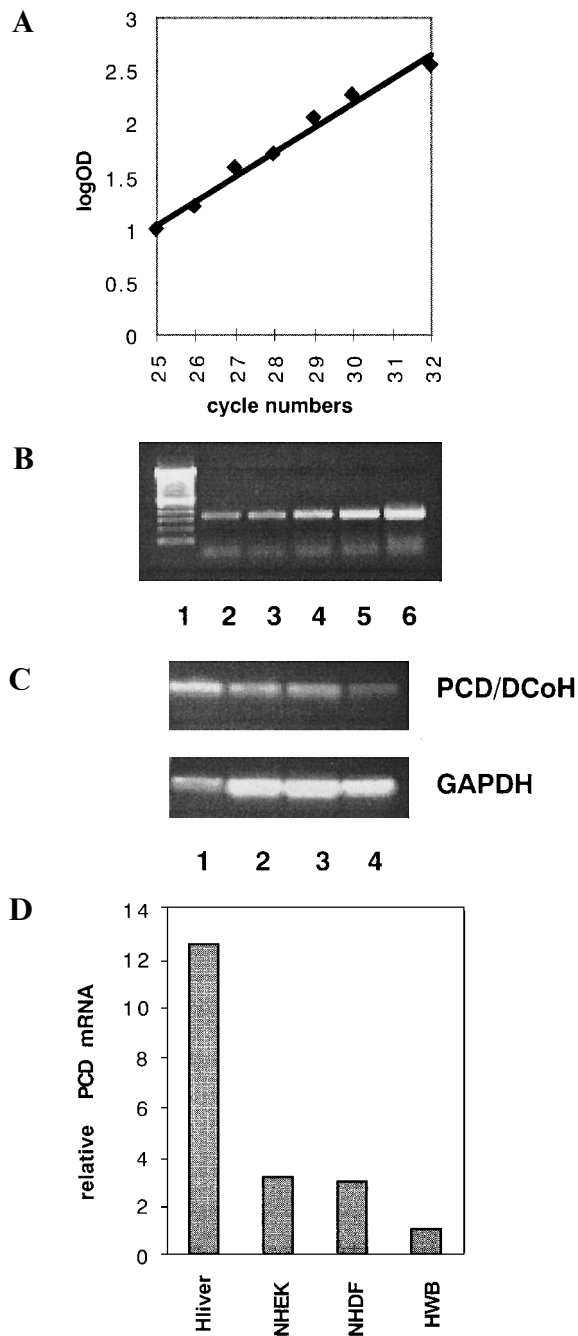 A
3
2.5
2
1.5
1
0.5
0
logOD
25 26 27 28 29 30 31 32
cycle numbers
B
1 2 3 4 5 6
C
PCD/DCoH
GAPDH
1 2 3 4
D
14
12
10
8
6
4
2
0
relative PCD mRNA
Hliver NHEK NHDF HWB